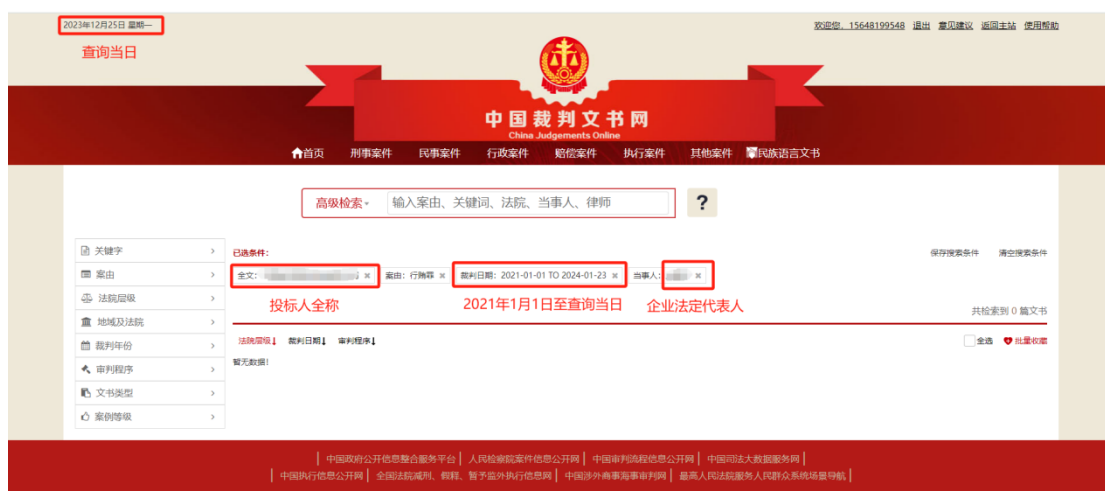 2023年12月25日 星期一
欢迎您，15648199548 退出 意见建议 返回主站 使用帮助
查询当日
中国裁判文书网
China Judgements Online
首页 刑事案件 民事案件 行政案件 赔偿案件 执行案件 其他案件 民族语言文书
高级检索 输入案由、关键词、法院、当事人、律师 ?
关键字
案由
法院层级
地域及法院
裁判年份
审判程序
文书类型
案例等级
已选条件：
保存搜索条件 清空搜索条件
全文： × 案由：行贿罪 × 裁判日期：2021-01-01 TO 2024-01-23 × 当事人： ×
投标人全称 2021年1月1日至查询当日 企业法定代表人
共检索到 0 篇文书
法院层级 裁判日期 审判程序
全选 批量收藏
暂无数据!
中国政府公开信息整合服务平台 | 人民检察院案件信息公开网 | 中国审判流程信息公开网 | 中国司法大数据服务网 |
中国执行信息公开网 | 全国法院减刑、假释、暂予监外执行信息网 | 中国涉外商事海事审判网 | 最高人民法院服务人民群众系统场景导航 |